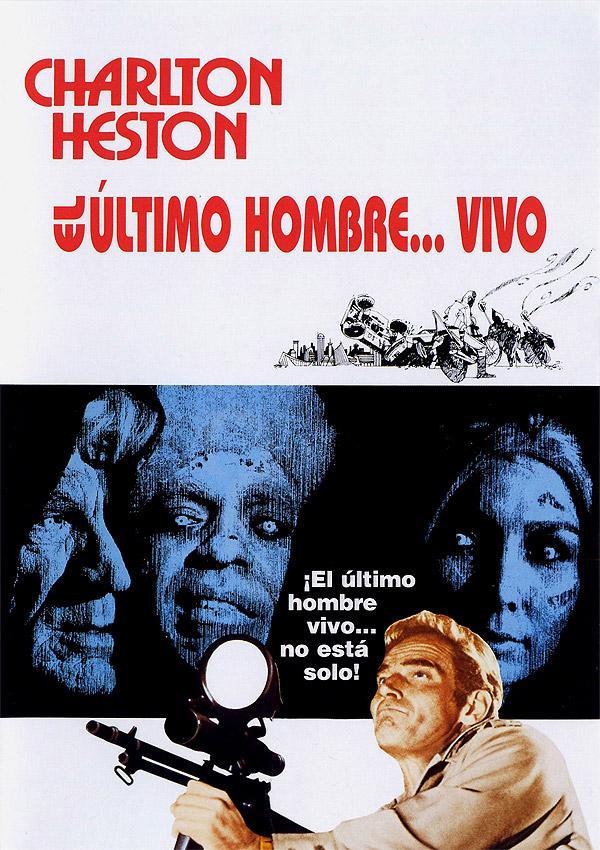 CHARLTON
HESTON
EL ÚLTIMO HOMBRE... VIVO
¡El último
hombre
vivo...
no está
solo!